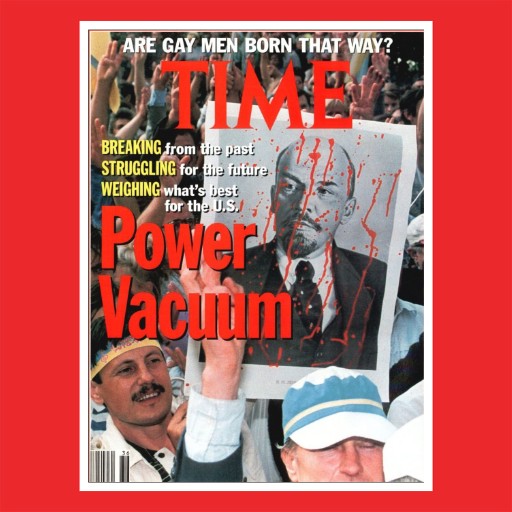 ARE GAY MEN BORN THAT WAY?
TIME
BREAKING from the past
STRUGGLING for the future
WEIGHING what's best
for the U.S.
Power
Vacuum
36